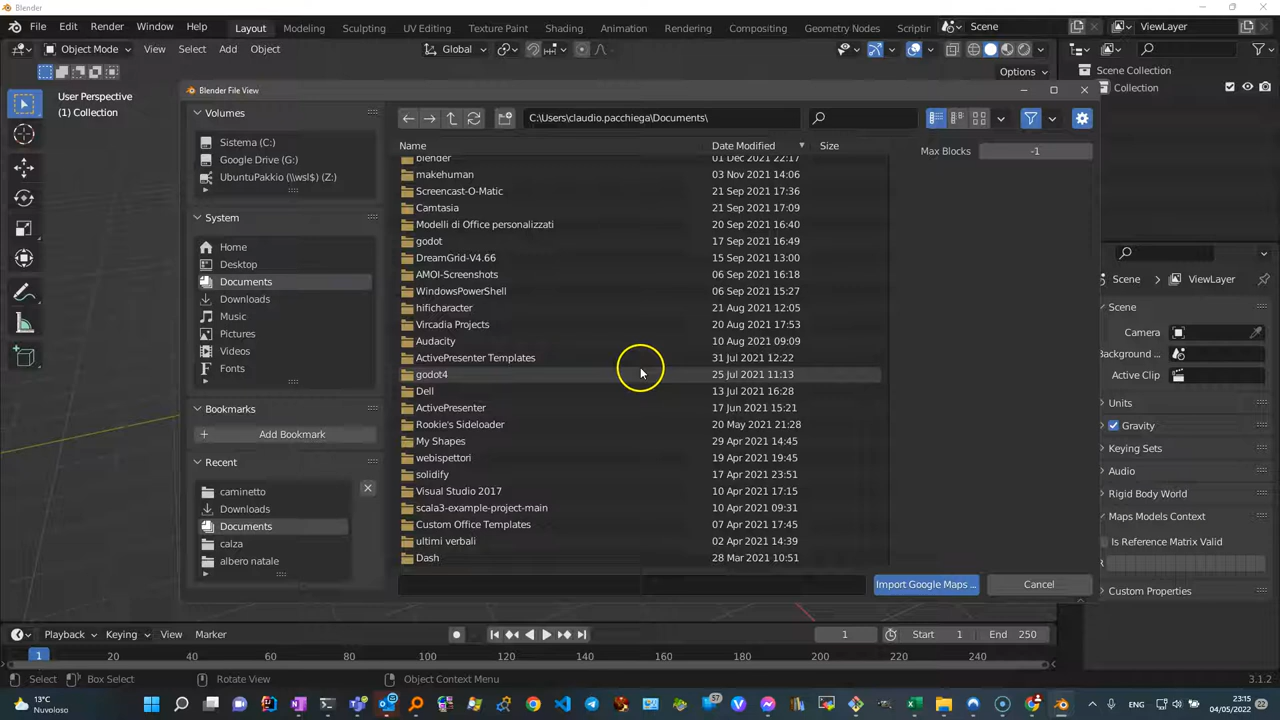 Blender
File Edit Render Window Help Layout Modeling Sculpting UV Editing Texture Paint Shading Animation Rendering Compositing Geometry Nodes Scriptin Scene ViewLayer
Object Mode View Select Add Object Global
Options
User Perspective
(1) Collection
Scene Collection
Collection
Blender File View
Volumes
Sistema (C:)
Google Drive (G:)
UbuntuPakkio (\\wsl$) (Z:)
System
Home
Desktop
Documents
Downloads
Music
Pictures
Videos
Fonts
Bookmarks
Add Bookmark
Recent
caminetto
Downloads
Documents
calza
albero natale
C:\Users\claudio.pacchiega\Documents\
Name Date Modified Size
blender 01 Dec 2021 22:17
makehuman 03 Nov 2021 14:06
Screencast-O-Matic 21 Sep 2021 17:36
Camtasia 21 Sep 2021 17:09
Modelli di Office personalizzati 20 Sep 2021 16:40
godot 17 Sep 2021 16:49
DreamGrid-V4.66 15 Sep 2021 13:00
AMOI-Screenshots 06 Sep 2021 16:18
WindowsPowerShell 06 Sep 2021 15:27
hificharacter 21 Aug 2021 12:05
Vircadia Projects 20 Aug 2021 17:53
Audacity 10 Aug 2021 09:09
ActivePresenter Templates 31 Jul 2021 12:22
godot4 25 Jul 2021 11:13
Dell 13 Jul 2021 16:28
ActivePresenter 17 Jun 2021 15:21
Rookie's Sideloader 20 May 2021 21:28
My Shapes 29 Apr 2021 14:45
webispettori 19 Apr 2021 19:45
solidify 17 Apr 2021 23:51
Visual Studio 2017 10 Apr 2021 17:15
scala3-example-project-main 10 Apr 2021 09:31
Custom Office Templates 07 Apr 2021 17:45
ultimi verbali 02 Apr 2021 14:39
Dash 28 Mar 2021 10:51
Max Blocks -1
Import Google Maps ... Cancel
Scene ViewLayer
Scene
Camera
Background ...
Active Clip
Units
Gravity
Keying Sets
Audio
Rigid Body World
Maps Models Context
Is Reference Matrix Valid
R
Custom Properties
Playback Keying View Marker 1 Start 1 End 250
1 20 40 60 80 100 120 140 160 180 200 220 240
Select Box Select Rotate View Object Context Menu 3.1.2
13°C
Nuvoloso
57
ENG
23:15
04/05/2022